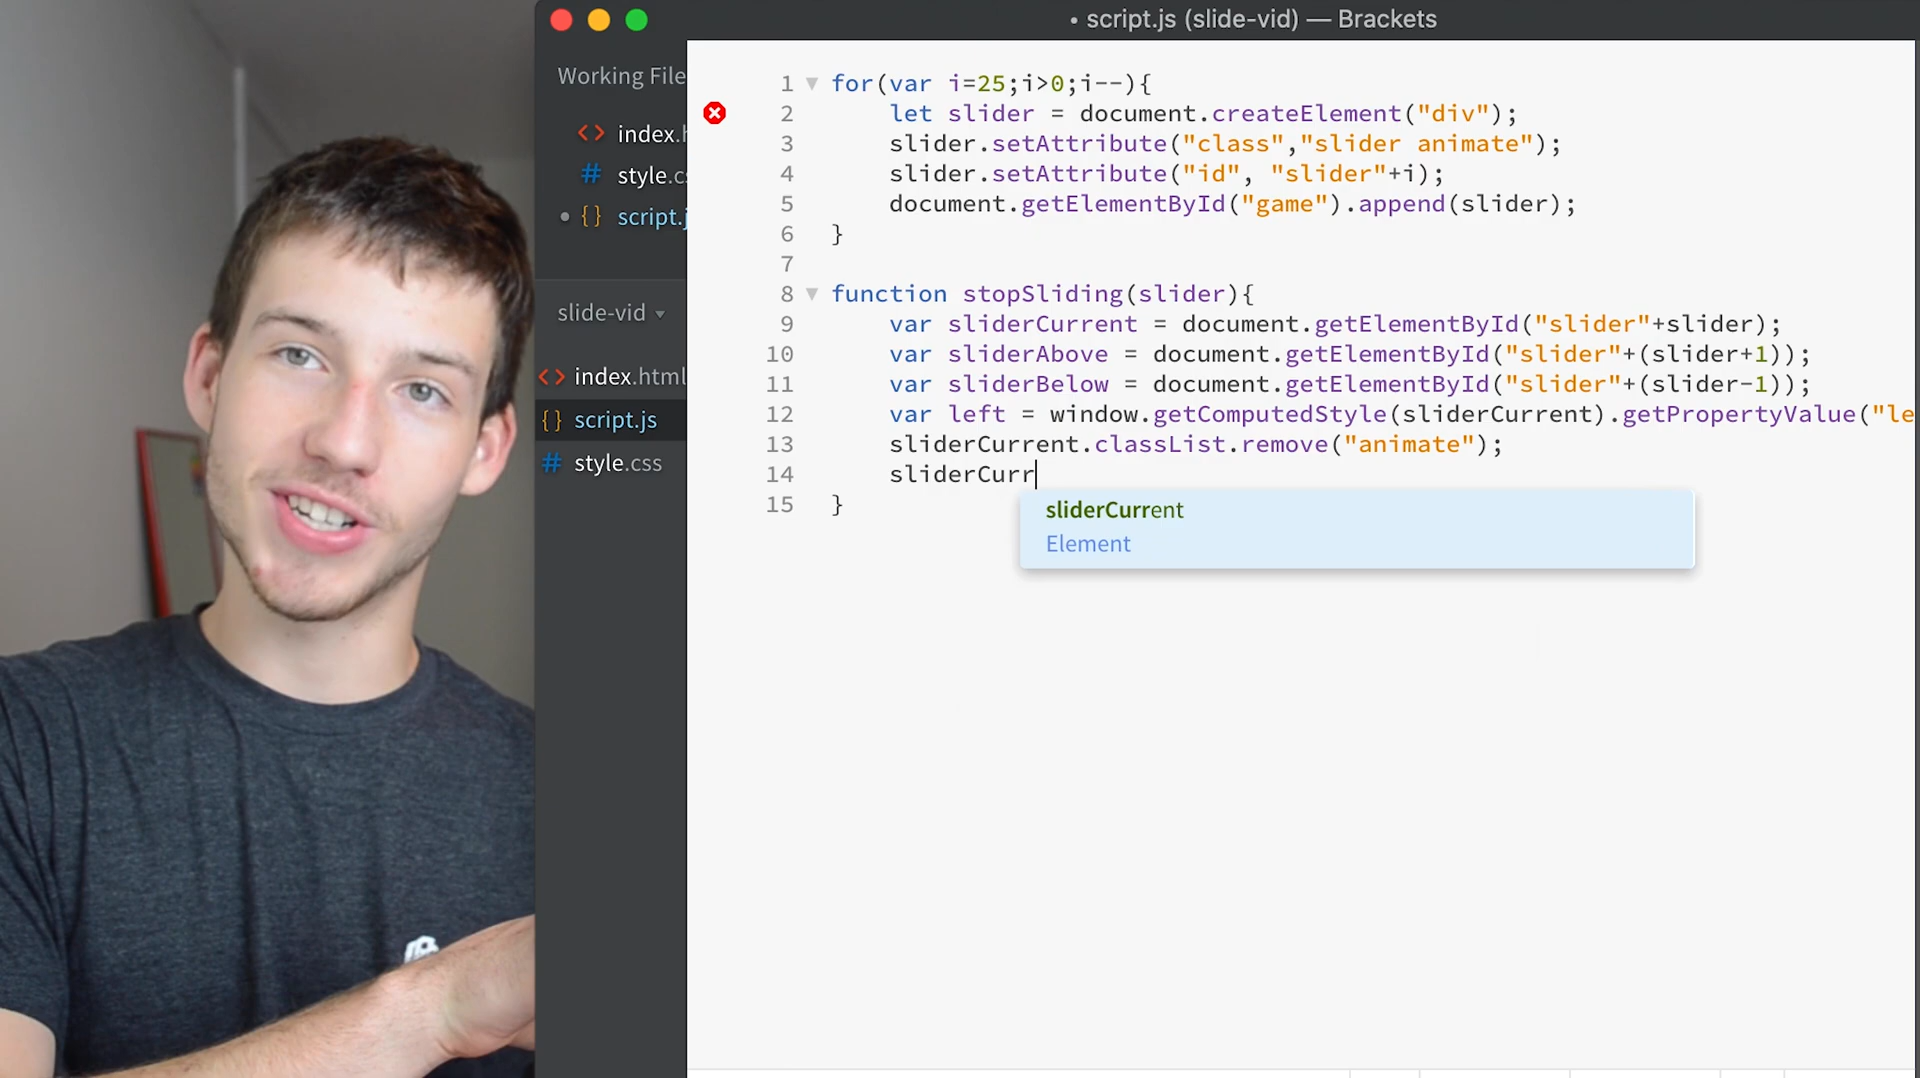 • script.js (slide-vid) — Brackets
Working File
index.h
style.cs
script.j
slide-vid
index.html
script.js
style.css
1 for(var i=25;i>0;i--){
2 let slider = document.createElement("div");
3 slider.setAttribute("class","slider animate");
4 slider.setAttribute("id", "slider"+i);
5 document.getElementById("game").append(slider);
6 }
7
8 function stopSliding(slider){
9 var sliderCurrent = document.getElementById("slider"+slider);
10 var sliderAbove = document.getElementById("slider"+(slider+1));
11 var sliderBelow = document.getElementById("slider"+(slider-1));
12 var left = window.getComputedStyle(sliderCurrent).getPropertyValue("le
13 sliderCurrent.classList.remove("animate");
14 sliderCurr
15 }
sliderCurrent
Element